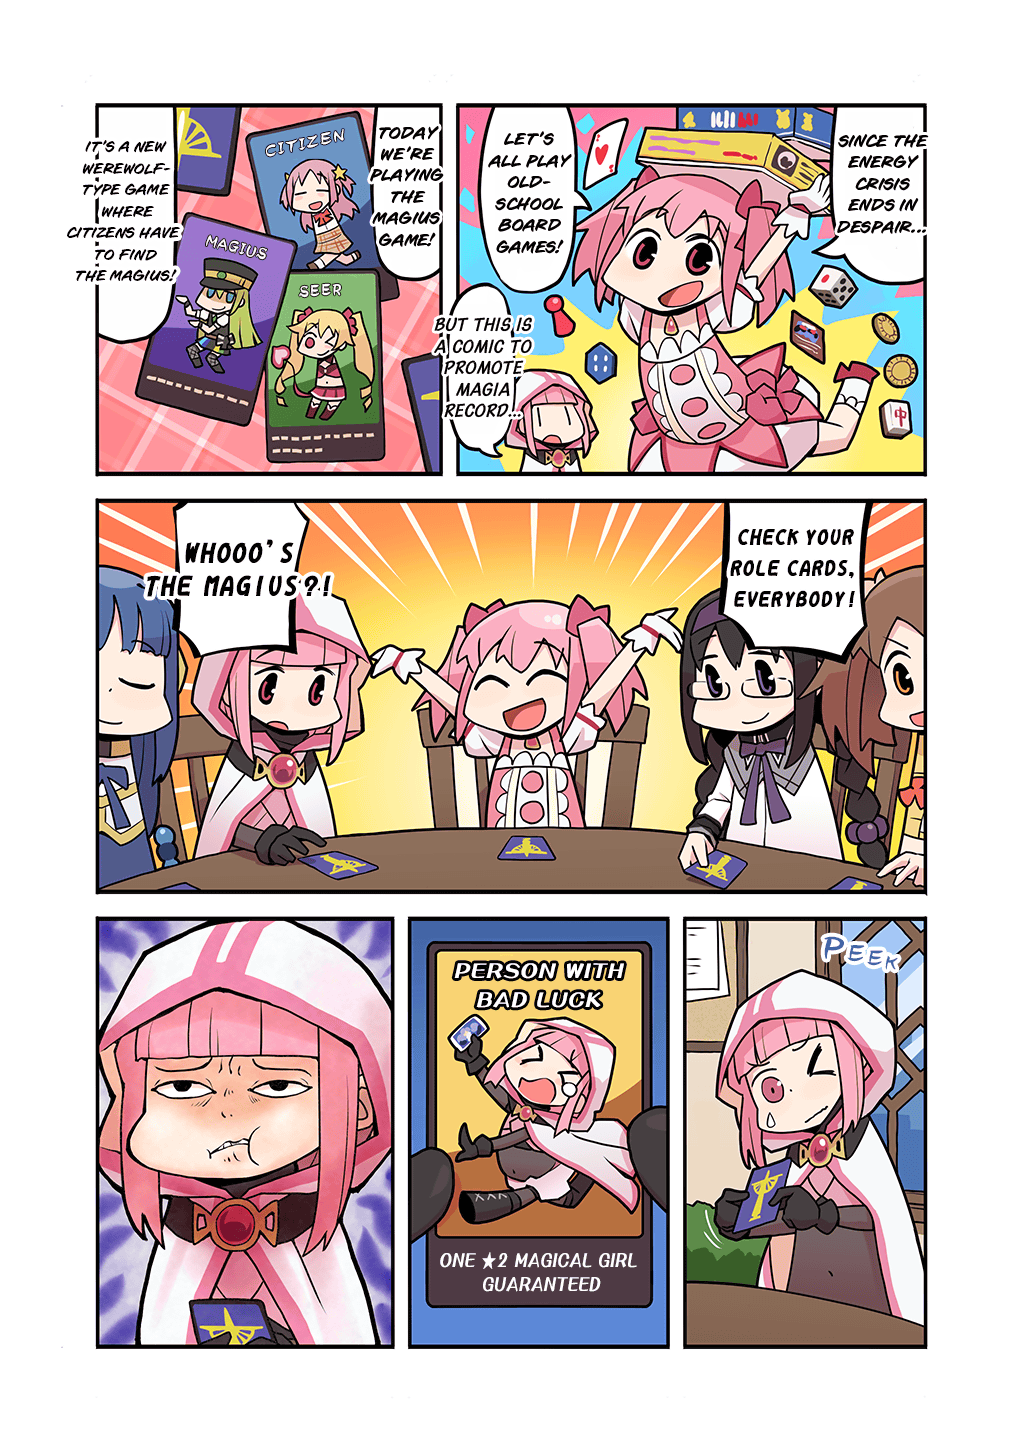 SINCE THE
ENERGY
CRISIS
ENDS IN
DESPAIR...
LET'S
ALL PLAY
OLD-
SCHOOL
BOARD
GAMES!
BUT THIS IS
A COMIC TO
PROMOTE
MAGIA
RECORD...
中
TODAY
WE'RE
PLAYING
THE
MAGIUS
GAME!
CITIZEN
MAGIUS
SEER
IT'S A NEW
WEREWOLF-
TYPE GAME
WHERE
CITIZENS HAVE
TO FIND
THE MAGIUS!
CHECK YOUR
ROLE CARDS,
EVERYBODY!
WHOOO'S
THE MAGIUS?!
PEEK
PERSON WITH
BAD LUCK
ONE ★2 MAGICAL GIRL
GUARANTEED